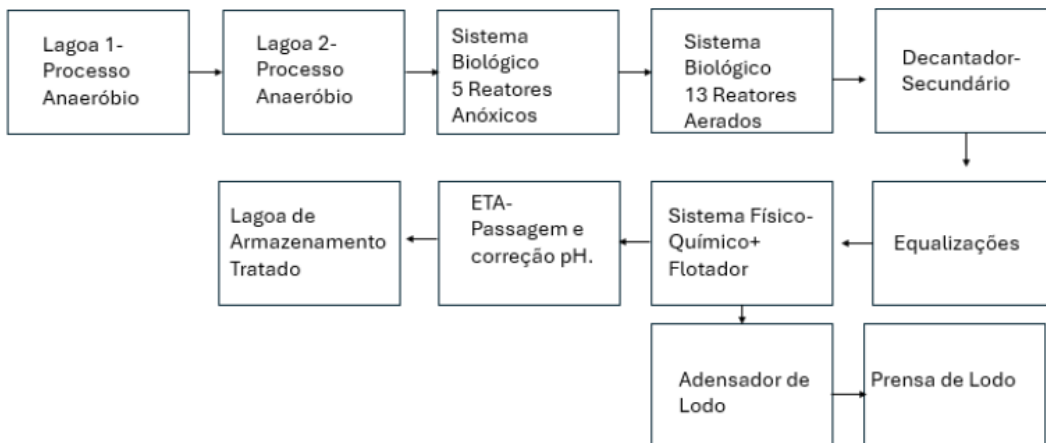 Lagoa 1-
Processo
Anaeróbio
Lagoa 2-
Processo
Anaeróbio
Sistema
Biológico
5 Reatores
Anóxicos
Sistema
Biológico
13 Reatores
Aerados
Decantador-
Secundário
Lagoa de
Armazenamento
Tratado
ETA-
Passagem e
correção pH.
Sistema Físico-
Químico+
Flotador
Equalizações
Adensador de
Lodo
Prensa de Lodo